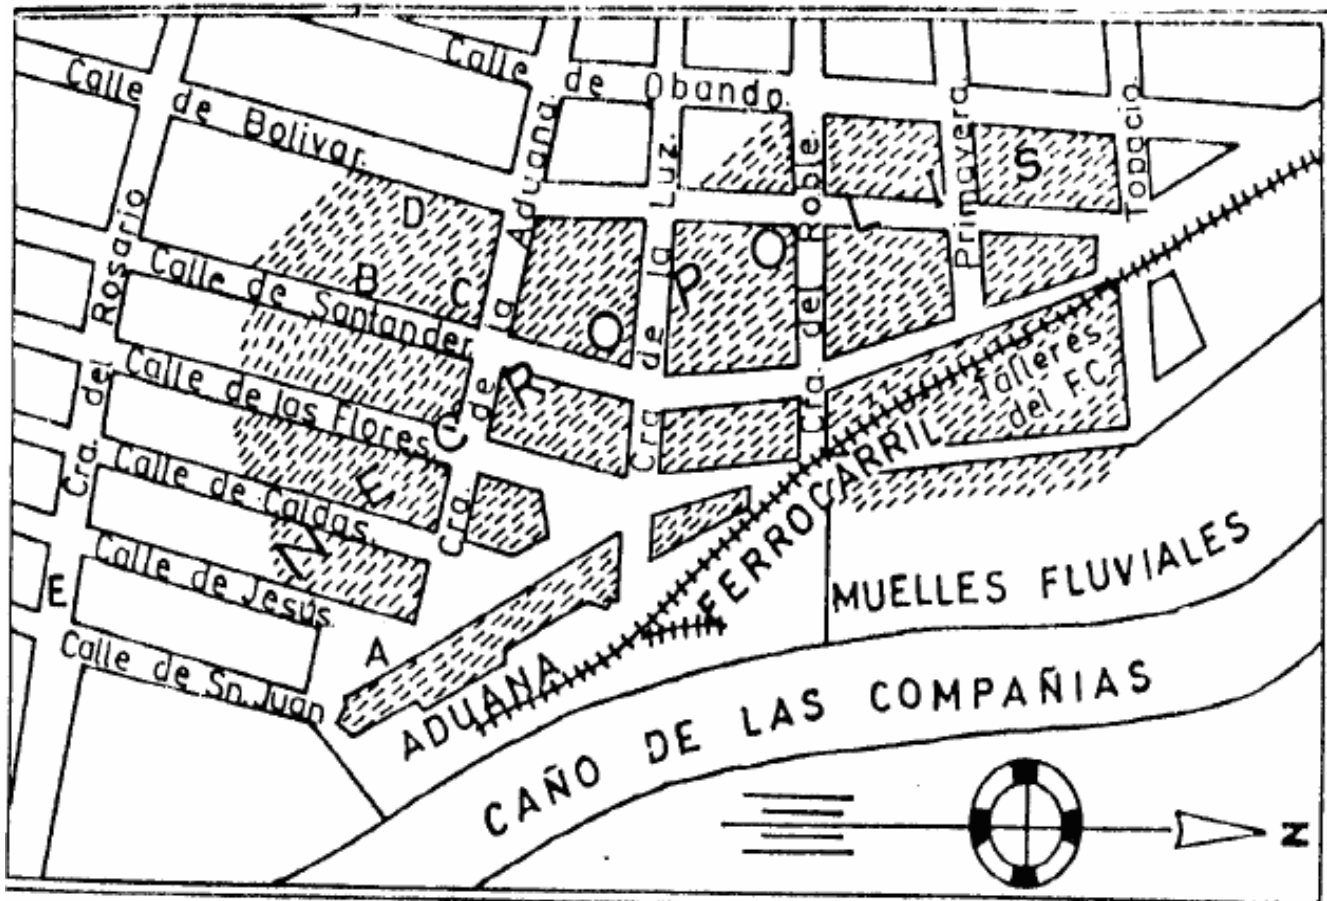 Calle de Obando.
Calle de Bolivar.
Calle de Santander
Calle de las Flores.
Calle de Caldas.
Calle de Jesús.
Calle de Sn. Juan
Cra. del Rosario
Cra. de la Aduana.
Cra. de la Luz.
Cra. del Roble.
Primavera.
Topacio.
NECROPOLIS
A
B
C
D
E
Talleres
del F.C.
FERROCARRIL
ADUANA
MUELLES FLUVIALES
CAÑO DE LAS COMPAÑIAS
N